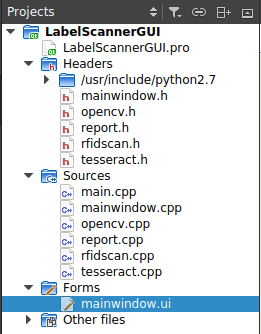 Projects
LabelScannerGUI
LabelScannerGUI.pro
Headers
/usr/include/python2.7
mainwindow.h
opencv.h
report.h
rfidscan.h
tesseract.h
Sources
main.cpp
mainwindow.cpp
opencv.cpp
report.cpp
rfidscan.cpp
tesseract.cpp
Forms
mainwindow.ui
Other files